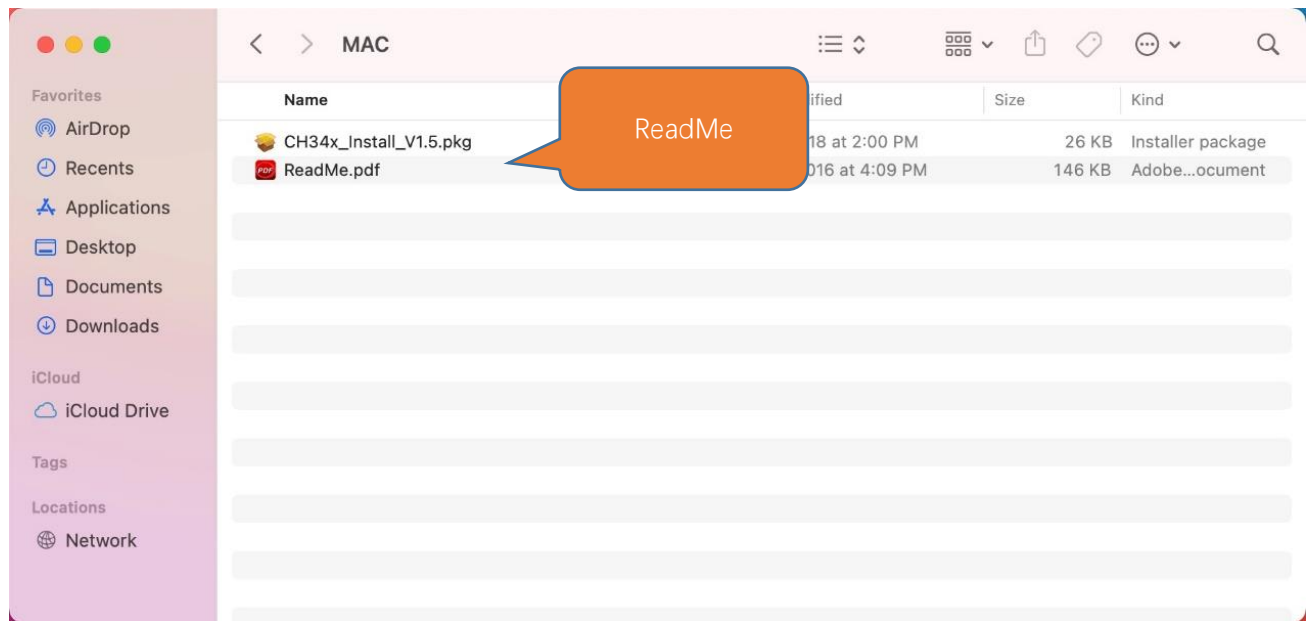 MAC
Favorites
AirDrop
Recents
Applications
Desktop
Documents
Downloads
iCloud
iCloud Drive
Tags
Locations
Network
Name
ified
Size
Kind
CH34x_Install_V1.5.pkg
18 at 2:00 PM
26 KB
Installer package
ReadMe.pdf
016 at 4:09 PM
146 KB
Adobe...ocument
ReadMe